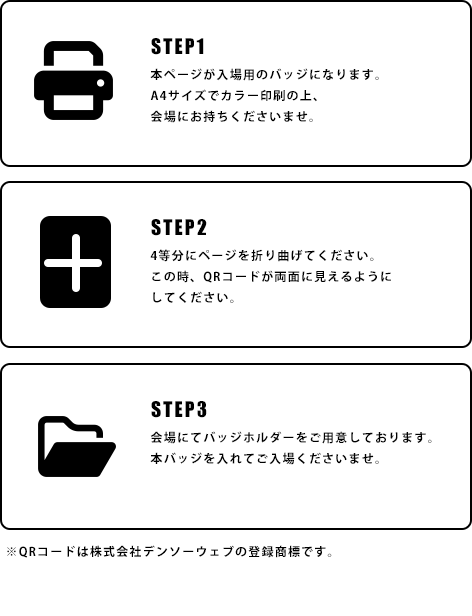 STEP1
本ページが入場用のバッジになります。
A4サイズでカラー印刷の上、
会場にお持ちくださいませ。
STEP2
4等分にページを折り曲げてください。
この時、QRコードが両面に見えるように
してください。
STEP3
会場にてバッジホルダーをご用意しております。
本バッジを入れてご入場くださいませ。
※QRコードは株式会社デンソーウェブの登録商標です。